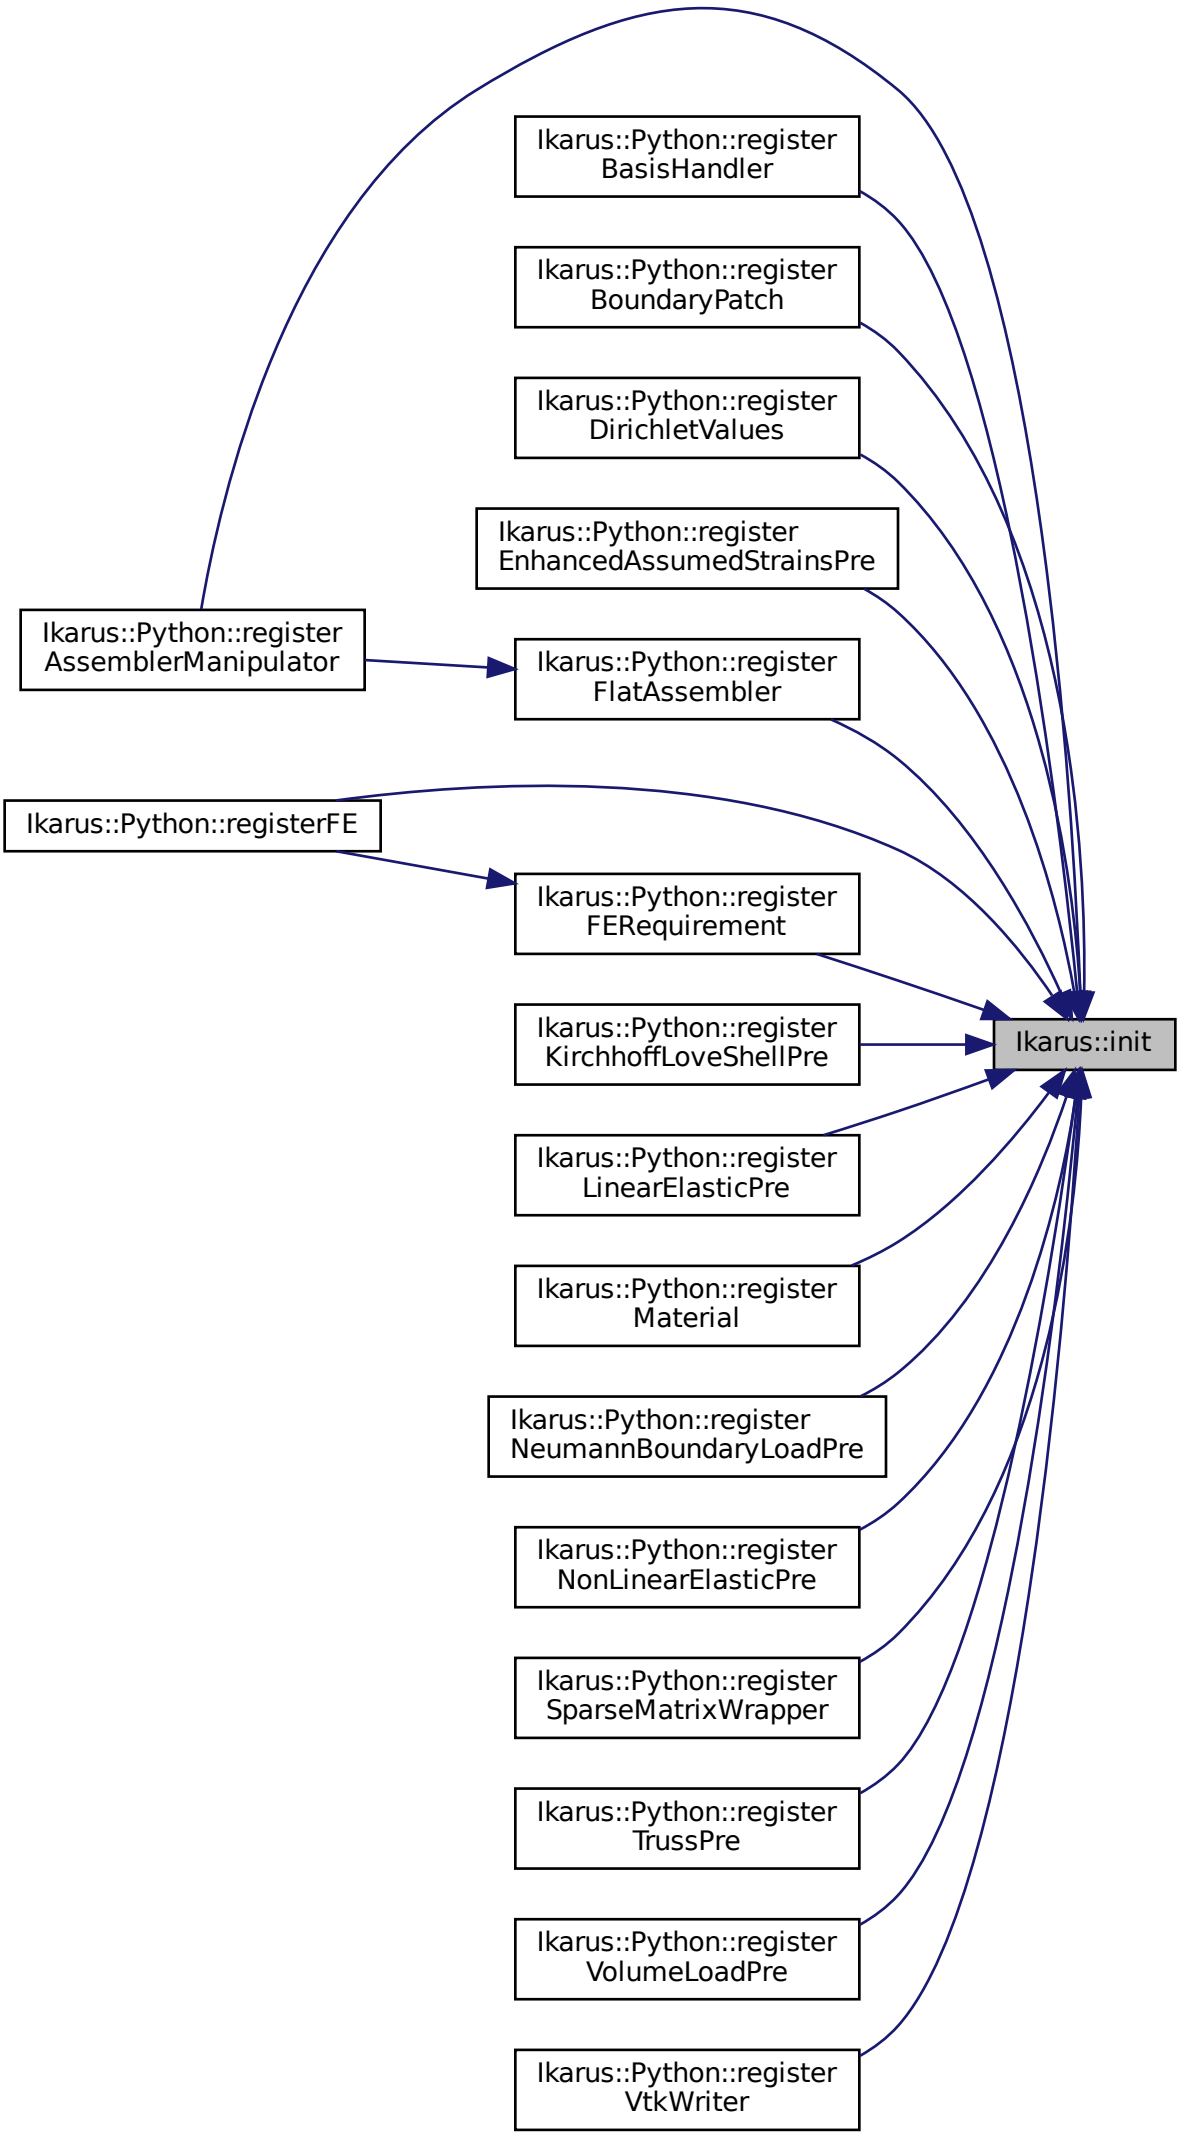 Ikarus::Python::register
BasisHandler
Ikarus::Python::register
BoundaryPatch
Ikarus::Python::register
DirichletValues
Ikarus::Python::register
EnhancedAssumedStrainsPre
Ikarus::Python::register
AssemblerManipulator
Ikarus::Python::register
FlatAssembler
Ikarus::Python::registerFE
Ikarus::Python::register
FERequirement
Ikarus::Python::register
KirchhoffLoveShellPre
Ikarus::init
Ikarus::Python::register
LinearElasticPre
Ikarus::Python::register
Material
Ikarus::Python::register
NeumannBoundaryLoadPre
Ikarus::Python::register
NonLinearElasticPre
Ikarus::Python::register
SparseMatrixWrapper
Ikarus::Python::register
TrussPre
Ikarus::Python::register
VolumeLoadPre
Ikarus::Python::register
VtkWriter